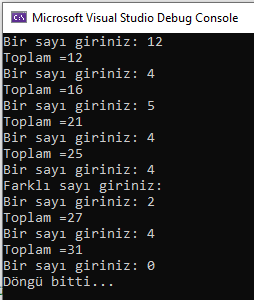 Microsoft Visual Studio Debug Console
Bir sayı giriniz: 12
Toplam =12
Bir sayı giriniz: 4
Toplam =16
Bir sayı giriniz: 5
Toplam =21
Bir sayı giriniz: 4
Toplam =25
Bir sayı giriniz: 4
Farklı sayı giriniz:
Bir sayı giriniz: 2
Toplam =27
Bir sayı giriniz: 4
Toplam =31
Bir sayı giriniz: 0
Döngü bitti...